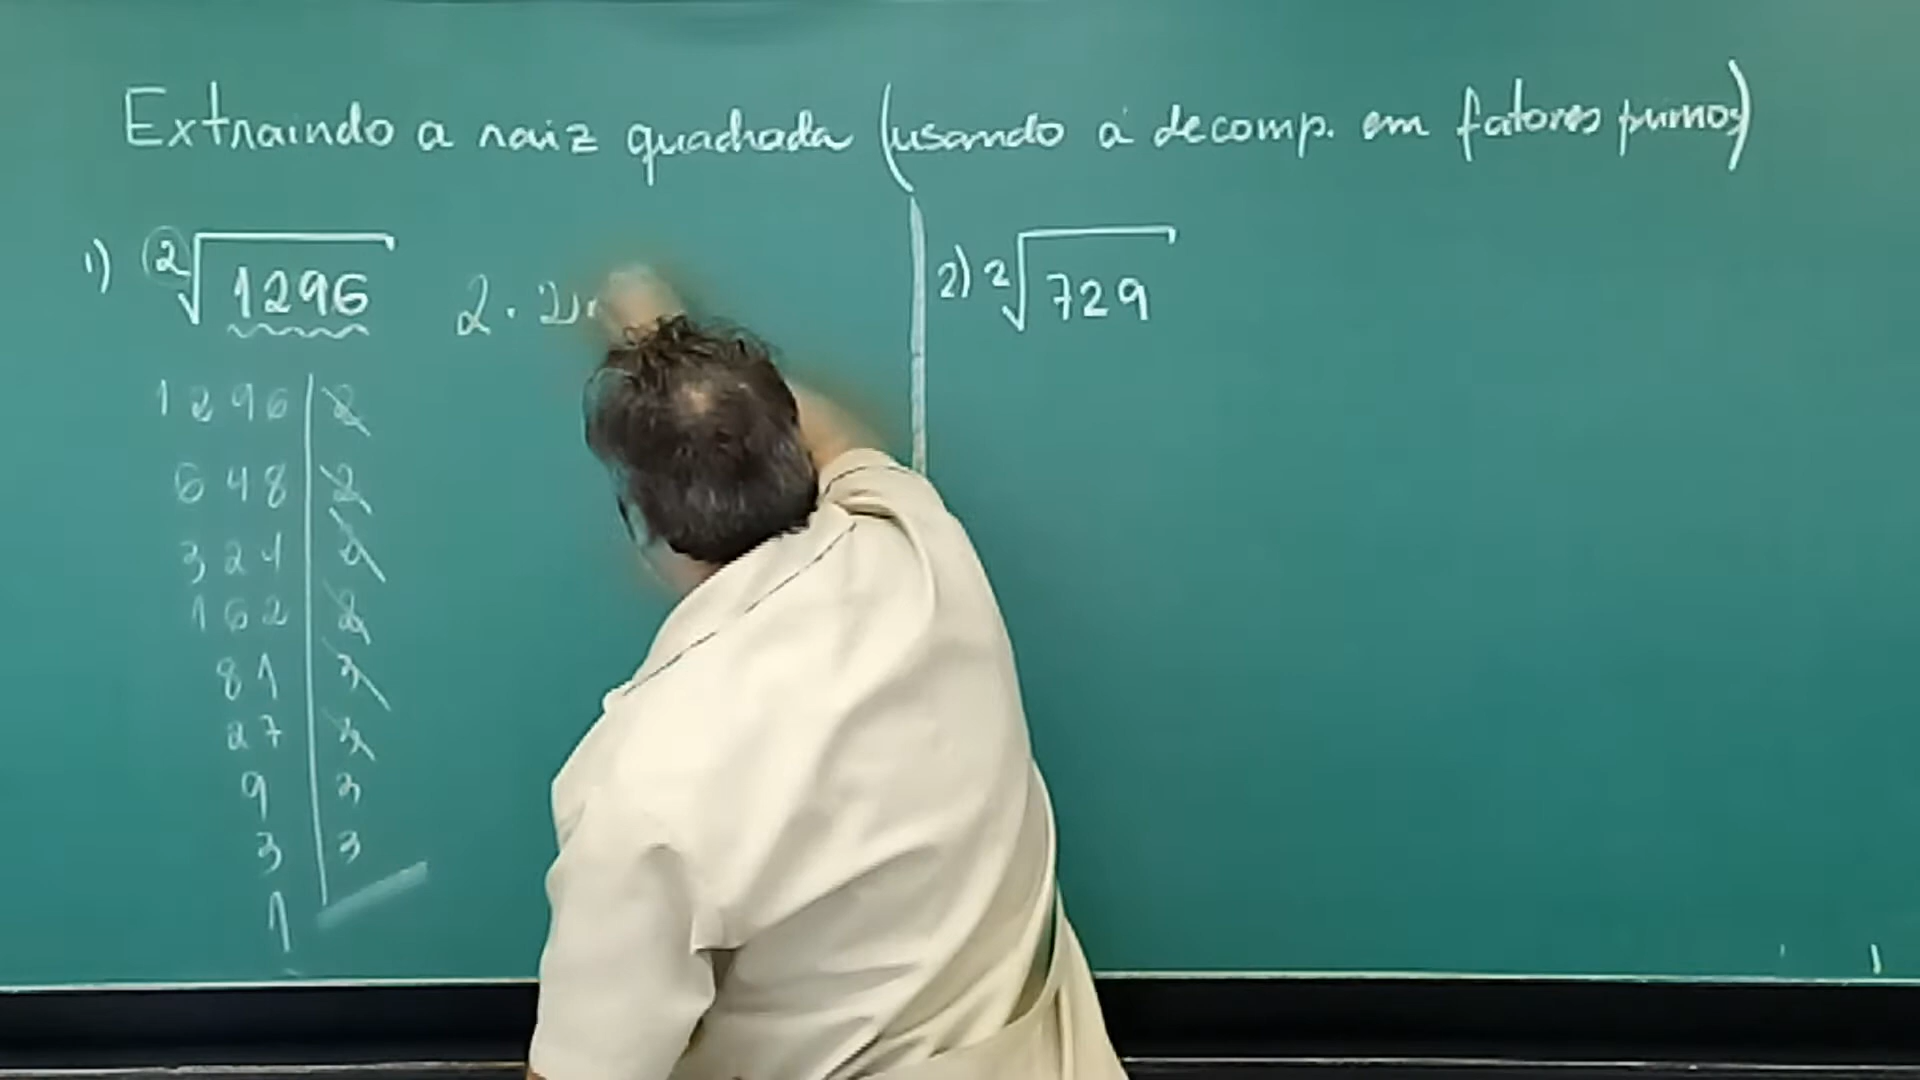 Extraindo a raiz quadrada (usando a decomp. em fatores primos)
1) ²√1296
2 . 2
1296 | 2
648 | 2
324 | 2
162 | 2
81 | 3
27 | 3
9 | 3
3 | 3
1
2) ²√729